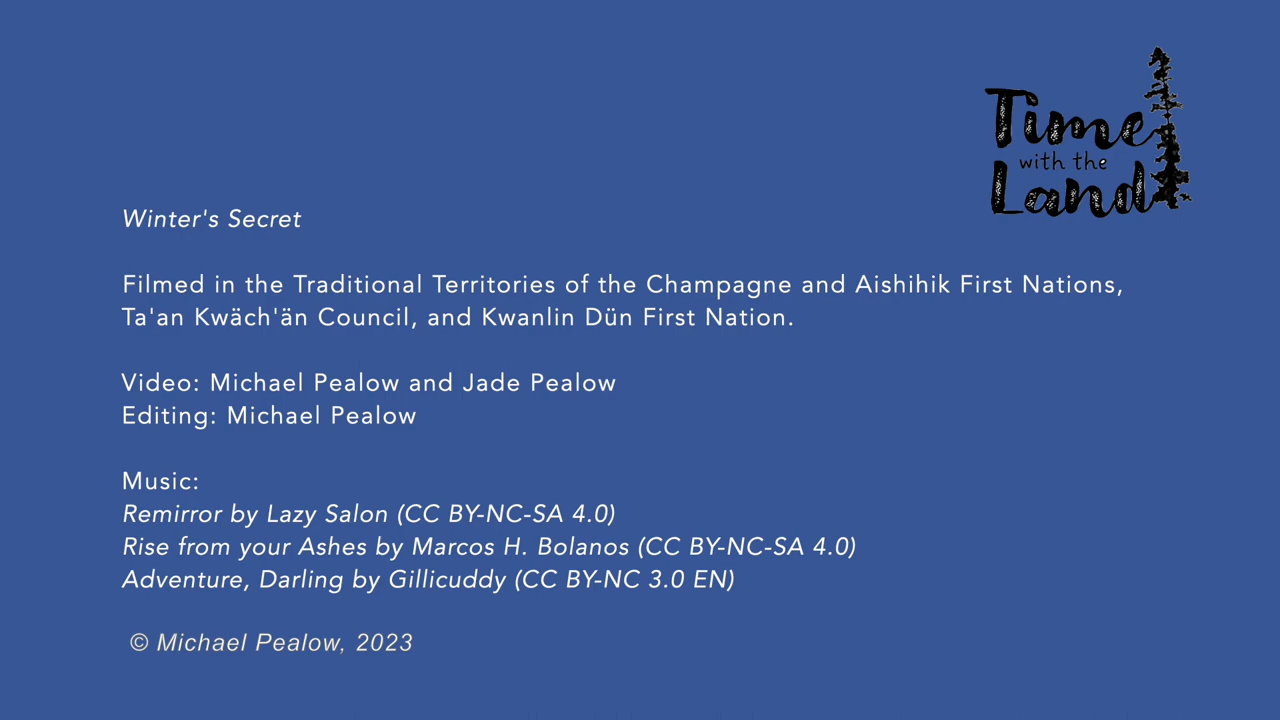 Time
with the
Land
Winter's Secret
Filmed in the Traditional Territories of the Champagne and Aishihik First Nations,
Ta'an Kwäch'än Council, and Kwanlin Dün First Nation.
Video: Michael Pealow and Jade Pealow
Editing: Michael Pealow
Music:
Remirror by Lazy Salon (CC BY-NC-SA 4.0)
Rise from your Ashes by Marcos H. Bolanos (CC BY-NC-SA 4.0)
Adventure, Darling by Gillicuddy (CC BY-NC 3.0 EN)
© Michael Pealow, 2023